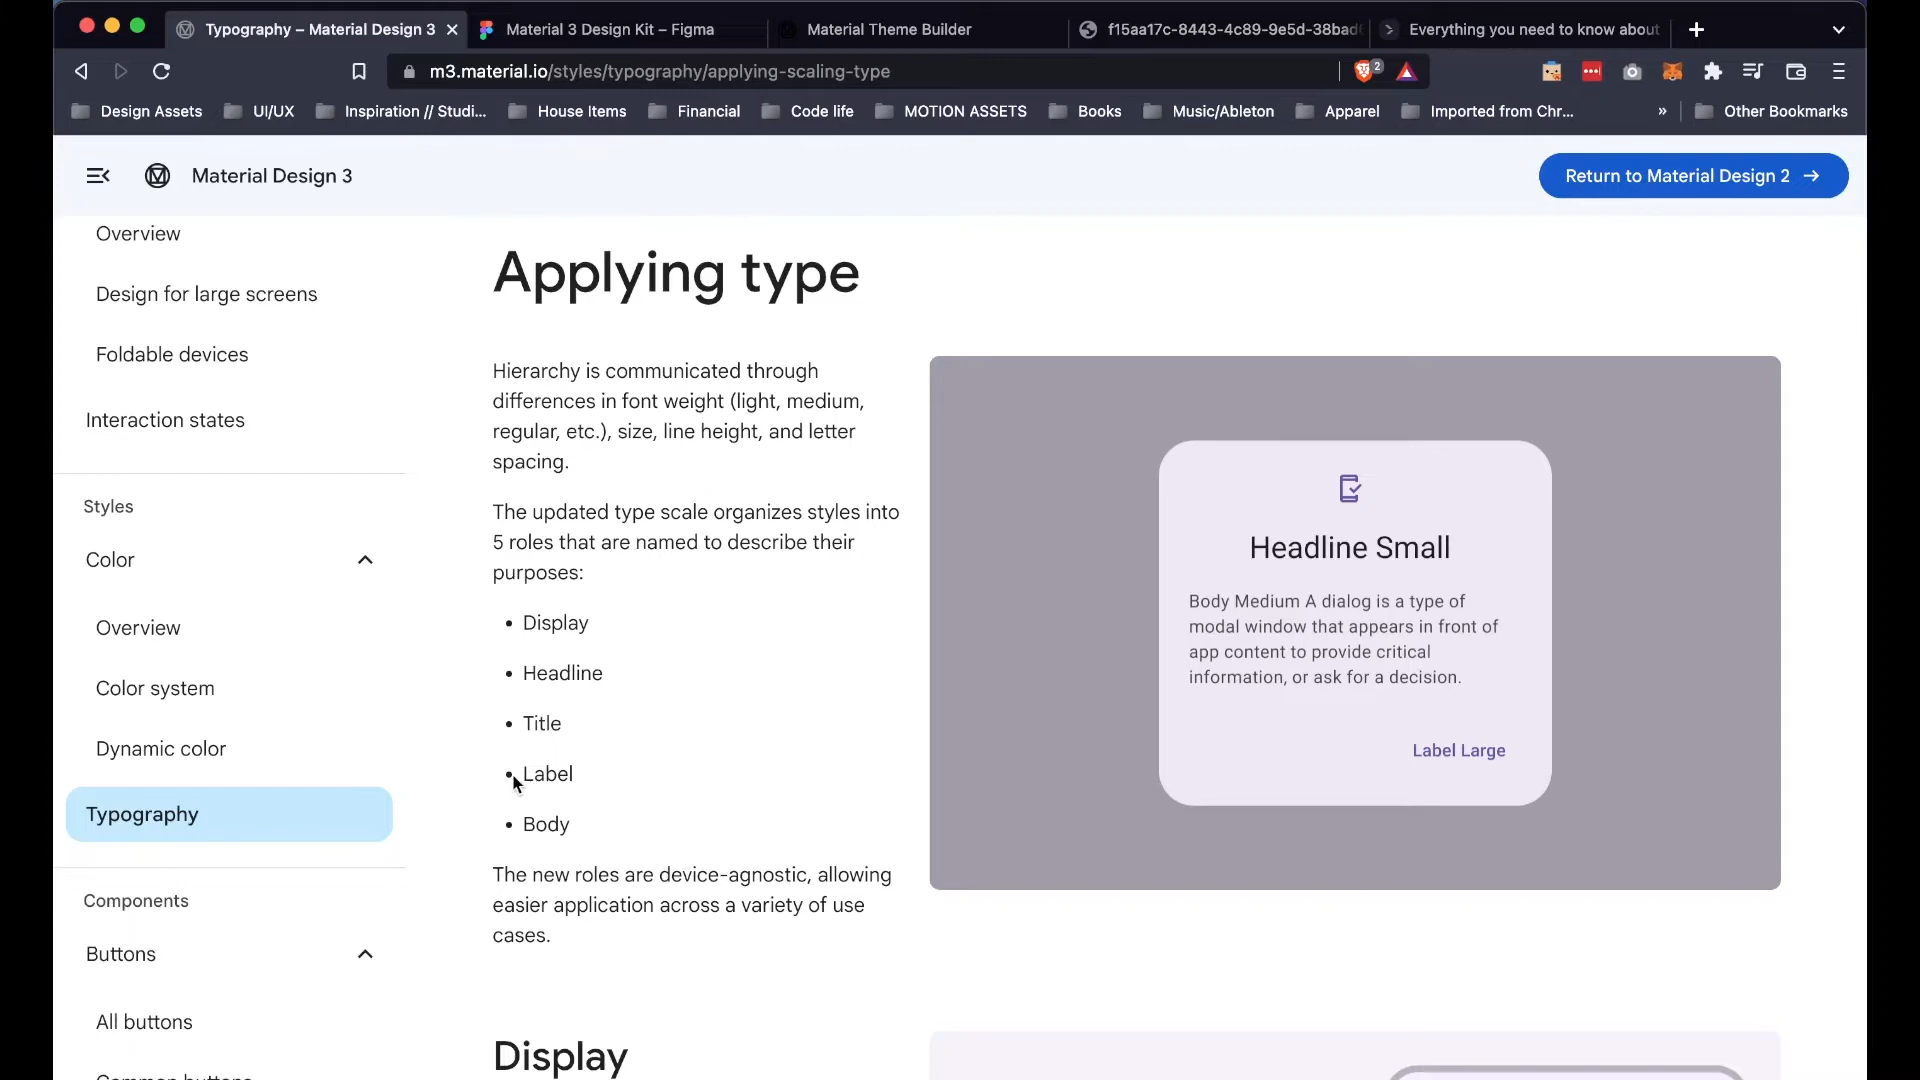 Typography – Material Design 3
Material 3 Design Kit – Figma
Material Theme Builder
f15aa17c-8443-4c89-9e5d-38bad
Everything you need to know about
m3.material.io/styles/typography/applying-scaling-type
2
Design Assets
UI/UX
Inspiration // Studi...
House Items
Financial
Code life
MOTION ASSETS
Books
Music/Ableton
Apparel
Imported from Chr...
»
Other Bookmarks
Material Design 3
Return to Material Design 2
Overview
Design for large screens
Foldable devices
Interaction states
Styles
Color
Overview
Color system
Dynamic color
Typography
Components
Buttons
All buttons
Common buttons
Applying type
Hierarchy is communicated through
differences in font weight (light, medium,
regular, etc.), size, line height, and letter
spacing.
The updated type scale organizes styles into
5 roles that are named to describe their
purposes:
• Display
• Headline
• Title
• Label
• Body
The new roles are device-agnostic, allowing
easier application across a variety of use
cases.
Headline Small
Body Medium A dialog is a type of
modal window that appears in front of
app content to provide critical
information, or ask for a decision.
Label Large
Display